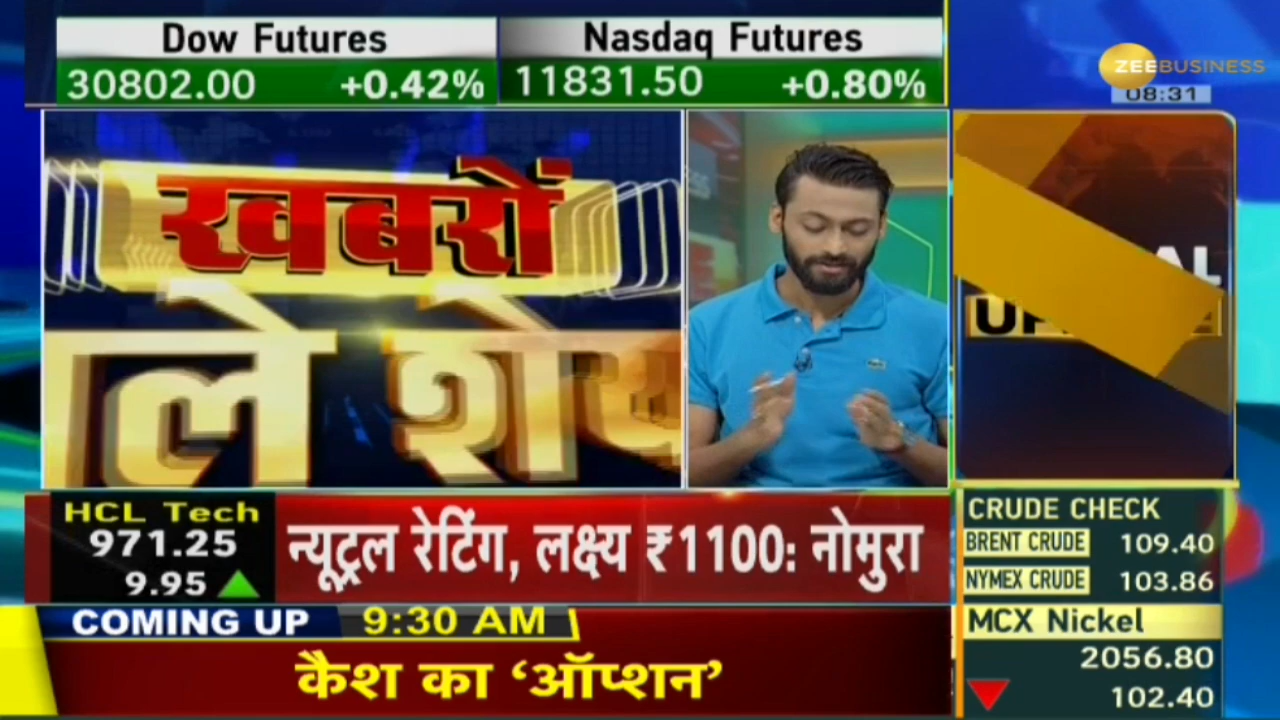 Dow Futures
30802.00 +0.42%
Nasdaq Futures
11831.50 +0.80%
ZEEBUSINESS
08:31
खबरों
ले
HCL Tech
971.25
9.95
न्यूट्रल रेटिंग, लक्ष्य ₹1100: नोमुरा
COMING UP 9:30 AM
कैश का ‘ऑप्शन’
CRUDE CHECK
BRENT CRUDE 109.40
NYMEX CRUDE 103.86
MCX Nickel
2056.80
102.40